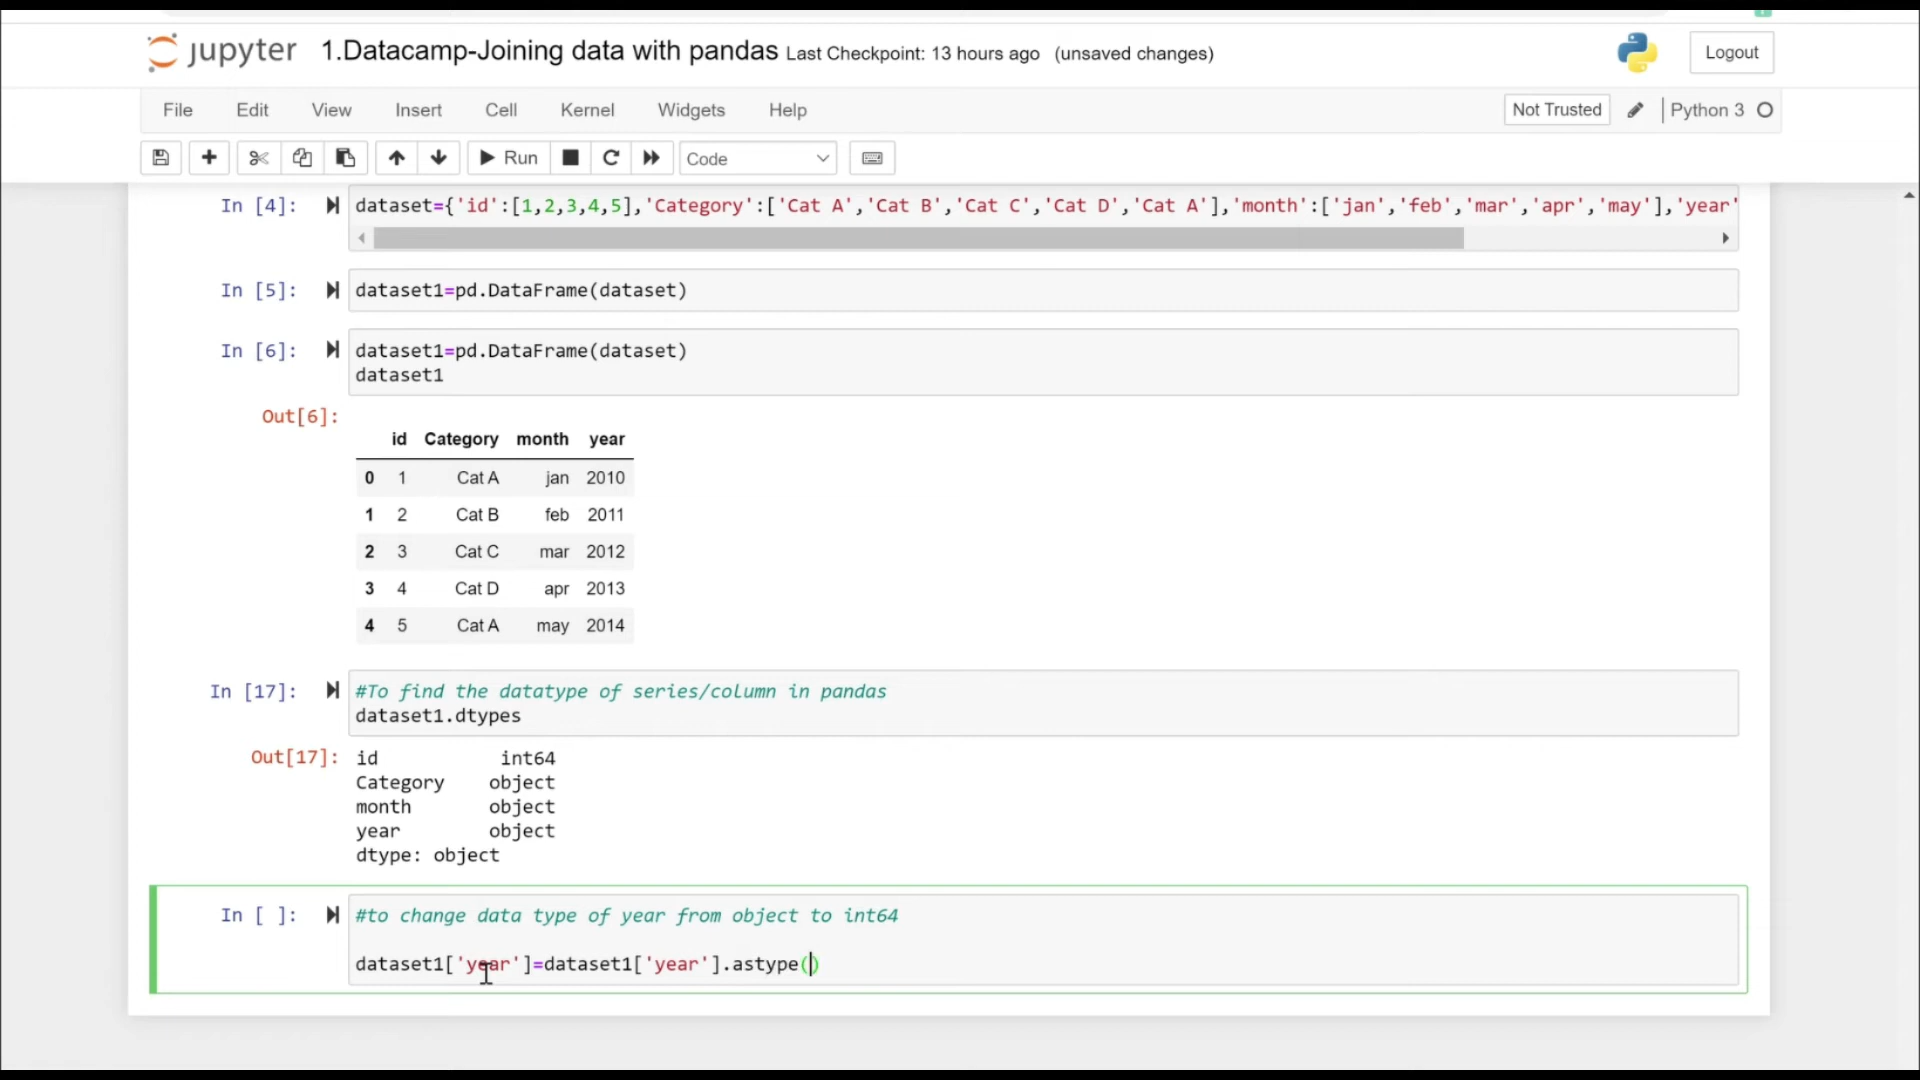 jupyter 1.Datacamp-Joining data with pandas Last Checkpoint: 13 hours ago (unsaved changes) Logout
File Edit View Insert Cell Kernel Widgets Help Not Trusted Python 3
Run Code
In [4]: dataset={'id':[1,2,3,4,5],'Category':['Cat A','Cat B','Cat C','Cat D','Cat A'],'month':['jan','feb','mar','apr','may'],'year'
In [5]: dataset1=pd.DataFrame(dataset)
In [6]: dataset1=pd.DataFrame(dataset)
dataset1
Out[6]:
id Category month year
0 1 Cat A jan 2010
1 2 Cat B feb 2011
2 3 Cat C mar 2012
3 4 Cat D apr 2013
4 5 Cat A may 2014
In [17]: #To find the datatype of series/column in pandas
dataset1.dtypes
Out[17]: id int64
Category object
month object
year object
dtype: object
In [ ]: #to change data type of year from object to int64
dataset1['year']=dataset1['year'].astype()